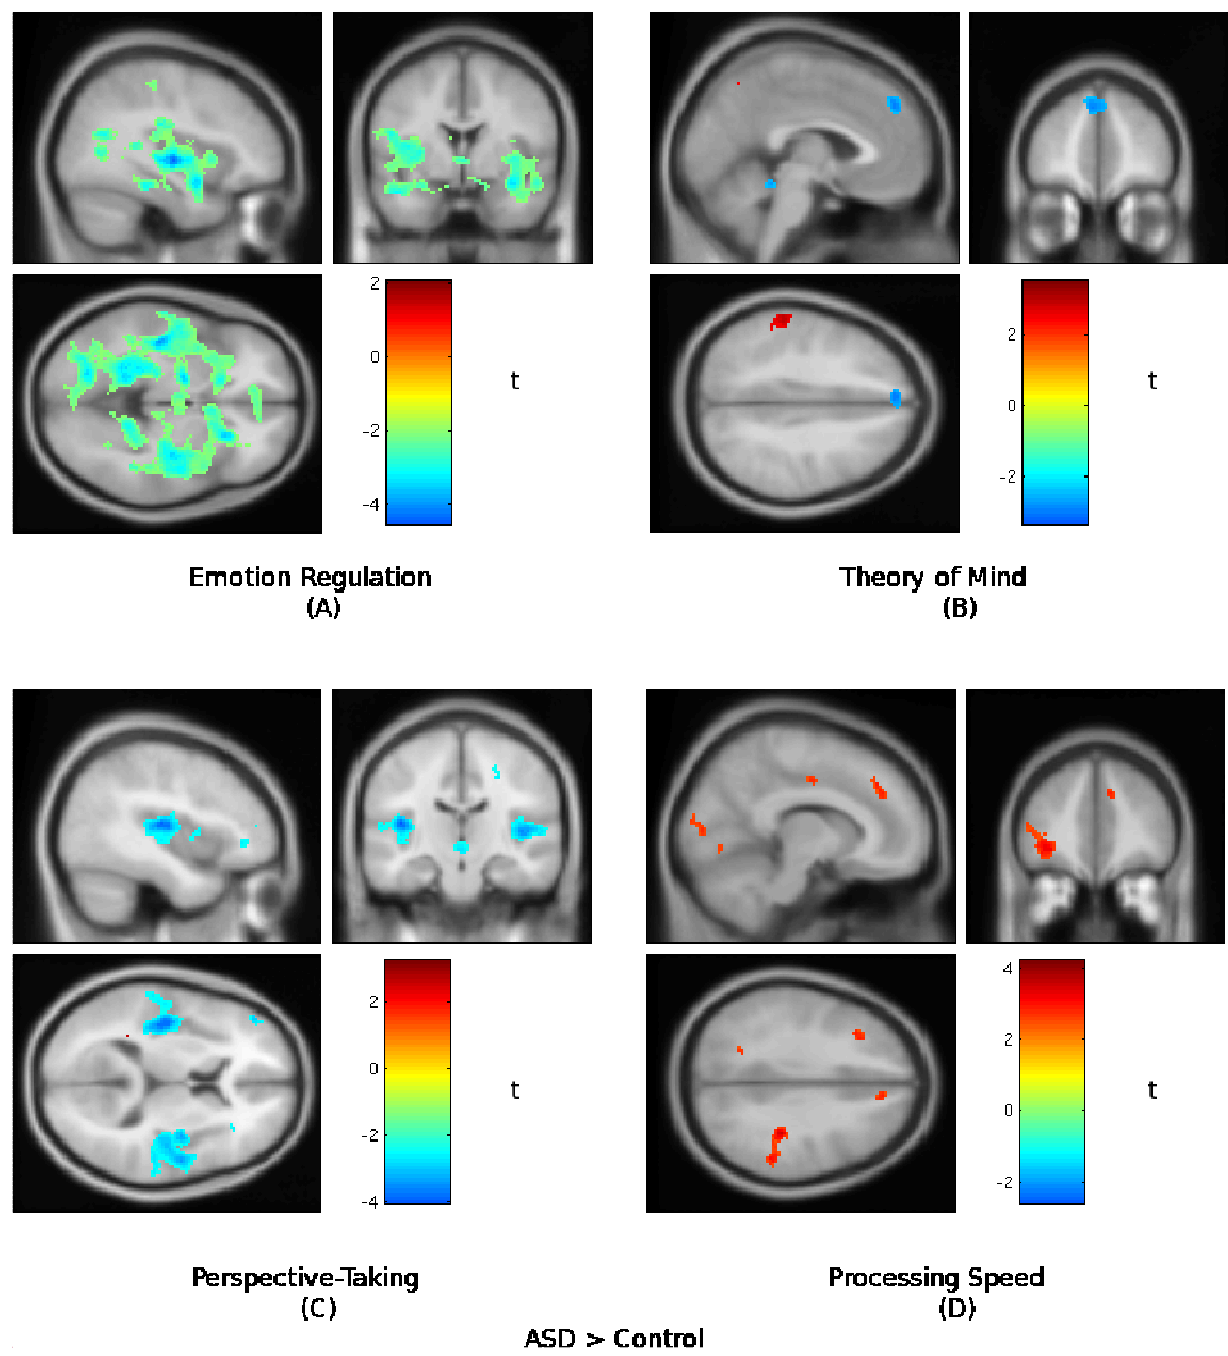 2
0
-2
-4
t
Emotion Regulation
(A)
2
0
-2
t
Theory of Mind
(B)
2
0
-2
-4
t
Perspective-Taking
(C)
4
2
0
-2
t
Processing Speed
(D)
ASD > Control